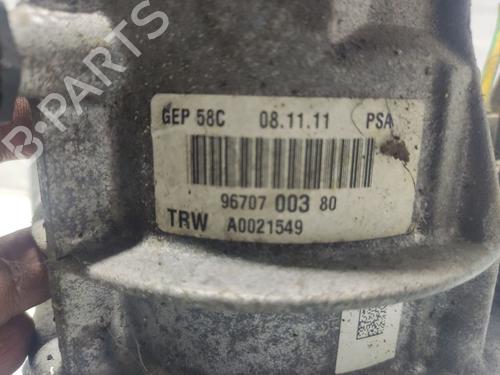 B-PARTS
GEP 58C 08.11.11 PSA
96707 003 80
TRW A0021549